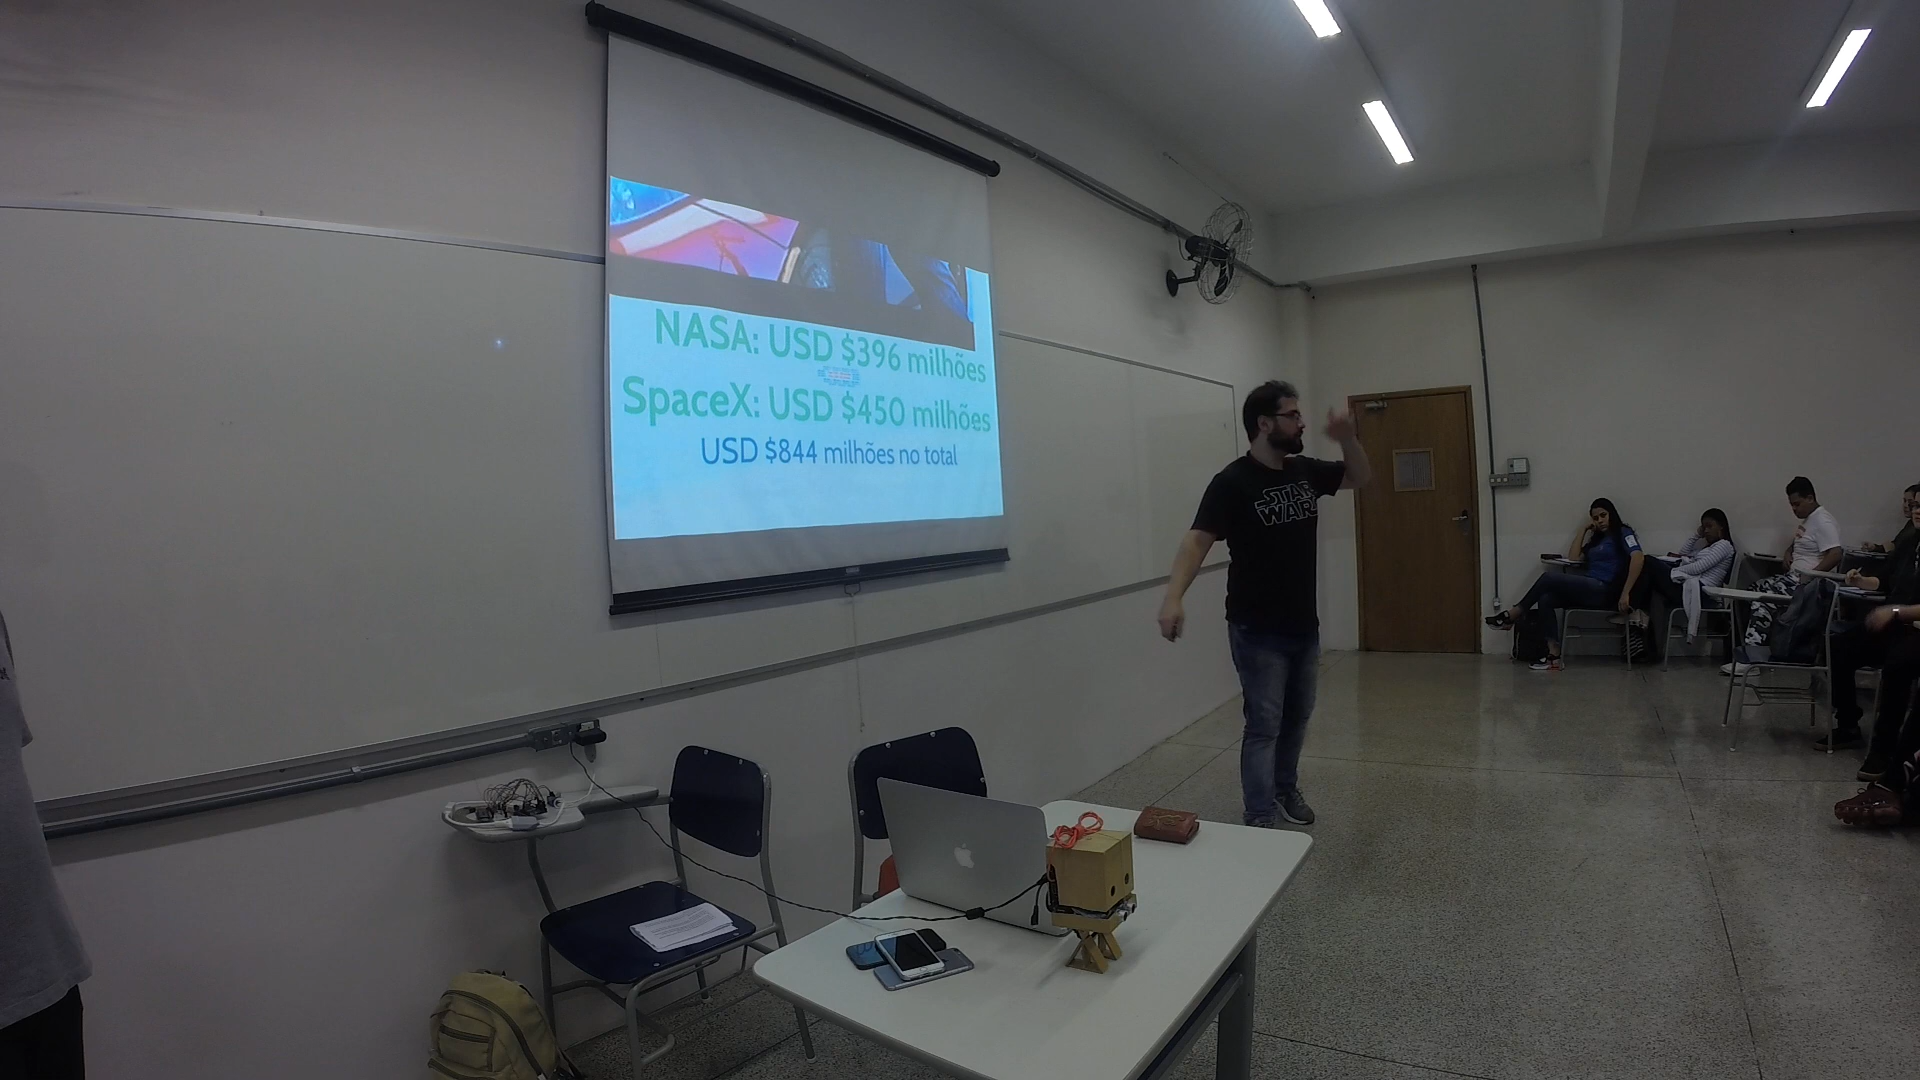 NASA: USD $396 milhões
SpaceX: USD $450 milhões
USD $844 milhões no total
STAR
WARS